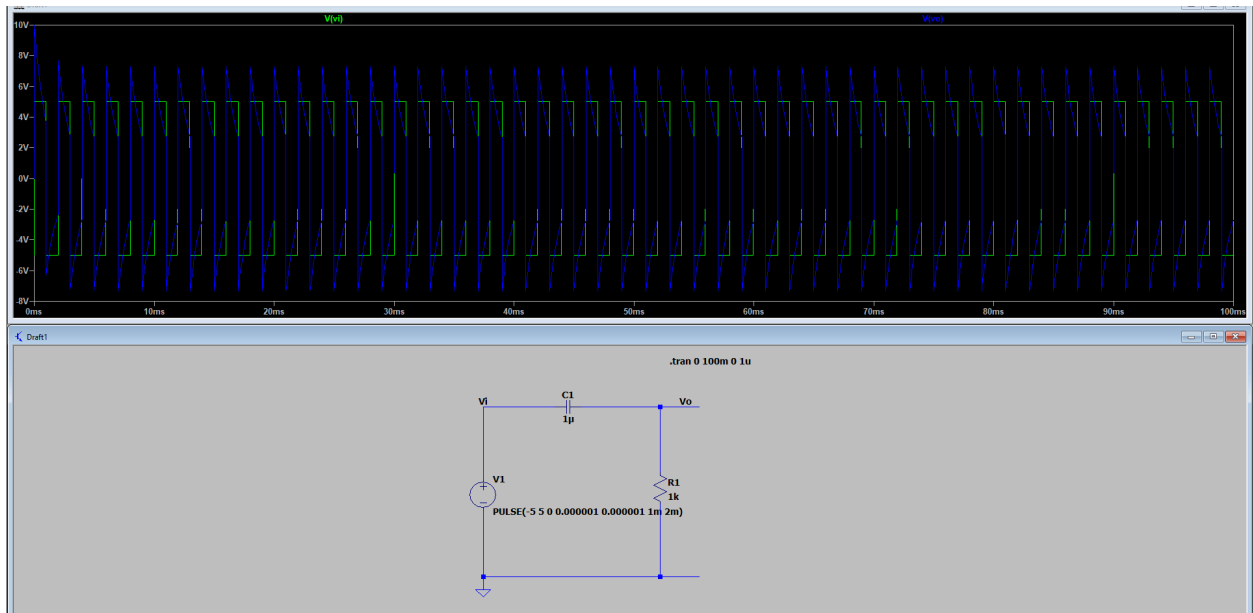 V(vi) V(vo)
10V
8V
6V
4V
2V
0V
-2V
-4V
-6V
-8V
0ms 10ms 20ms 30ms 40ms 50ms 60ms 70ms 80ms 90ms 100ms
Draft1
.tran 0 100m 0 1u
Vi C1 Vo
1µ
V1 R1
1k
PULSE(-5 5 0 0.000001 0.000001 1m 2m)